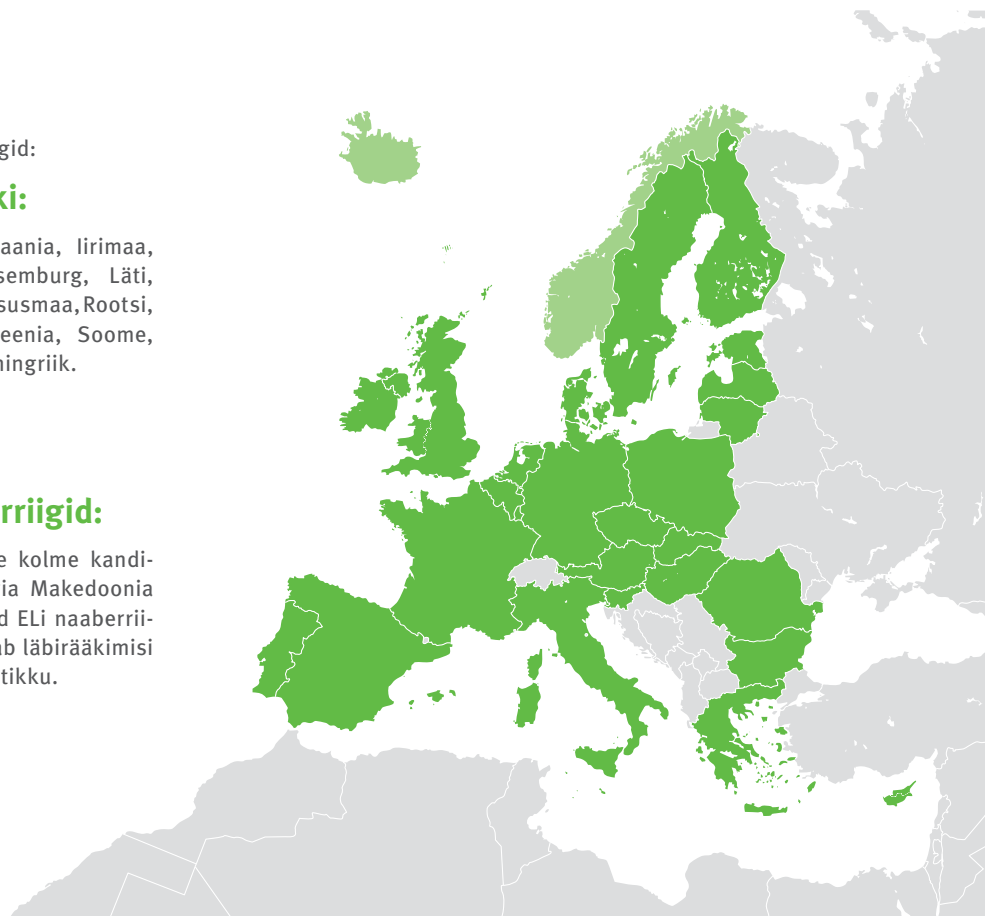 gid:
ki:
aania, Iirimaa,
semburg, Läti,
susmaa, Rootsi,
eenia, Soome,
ningriik.
rriigid:
e kolme kandi-
ia Makedoonia
d ELi naaberrii-
ab läbirääkimisi
tikku.